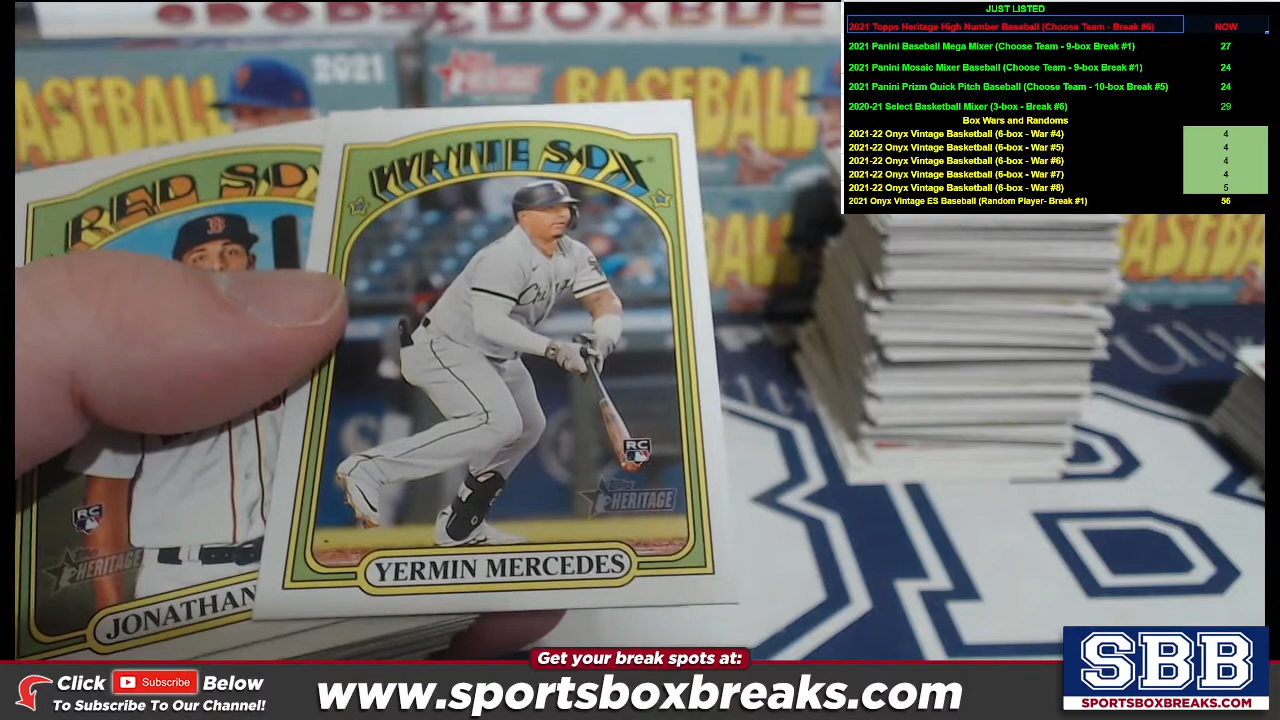 JUST LISTED
2021 Topps Heritage High Number Baseball (Choose Team - Break #6) NOW
2021 Panini Baseball Mega Mixer (Choose Team - 9-box Break #1) 27
2021 Panini Mosaic Mixer Baseball (Choose Team - 9-box Break #1) 24
2021 Panini Prizm Quick Pitch Baseball (Choose Team - 10-box Break #5) 24
2020-21 Select Basketball Mixer (3-box - Break #6) 29
Box Wars and Randoms
2021-22 Onyx Vintage Basketball (6-box - War #4) 4
2021-22 Onyx Vintage Basketball (6-box - War #5) 4
2021-22 Onyx Vintage Basketball (6-box - War #6) 4
2021-22 Onyx Vintage Basketball (6-box - War #7) 4
2021-22 Onyx Vintage Basketball (6-box - War #8) 5
2021 Onyx Vintage ES Baseball (Random Player- Break #1) 56
BASEBALL
BASEBALL
Heritage
BASEBALL
RED SOX
B
RC
Topps
HERITAGE
JONATHAN
WHITE SOX
RC
Topps
HERITAGE
YERMIN MERCEDES
B
Get your break spots at:
Click Subscribe Below
To Subscribe To Our Channel!
www.sportsboxbreaks.com
SBB
SPORTSBOXBREAKS.COM